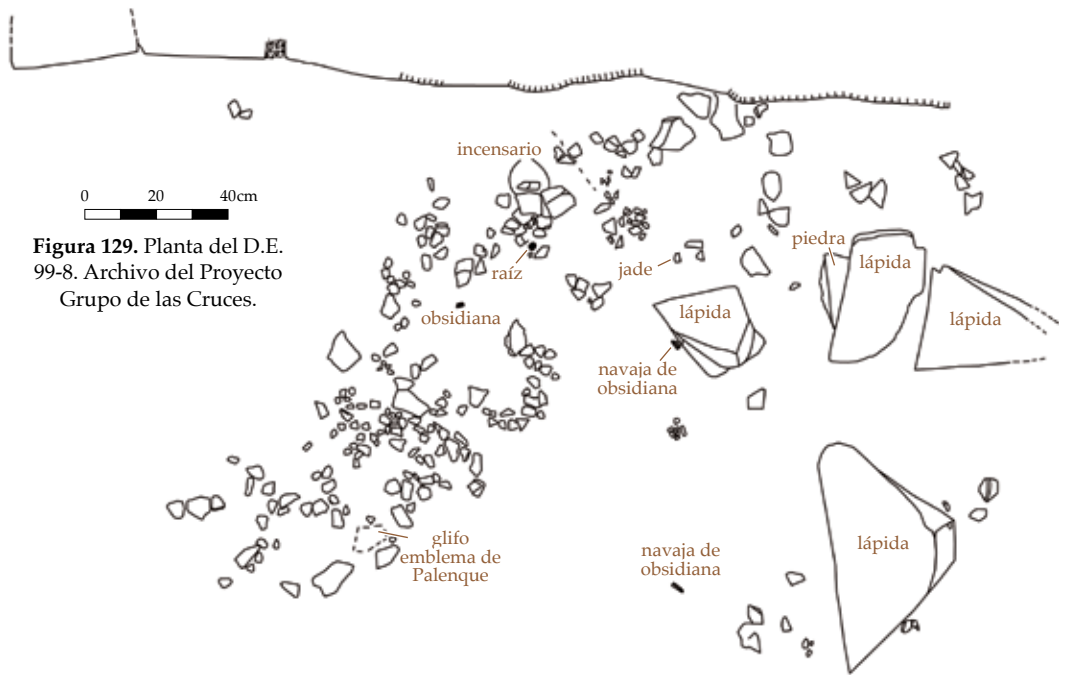 incensario
0 20 40cm
Figura 129. Planta del D.E.
99-8. Archivo del Proyecto
Grupo de las Cruces.
raíz
jade
piedra
lápida
lápida
lápida
obsidiana
navaja de
obsidiana
glifo
emblema de
Palenque
navaja de
obsidiana
lápida